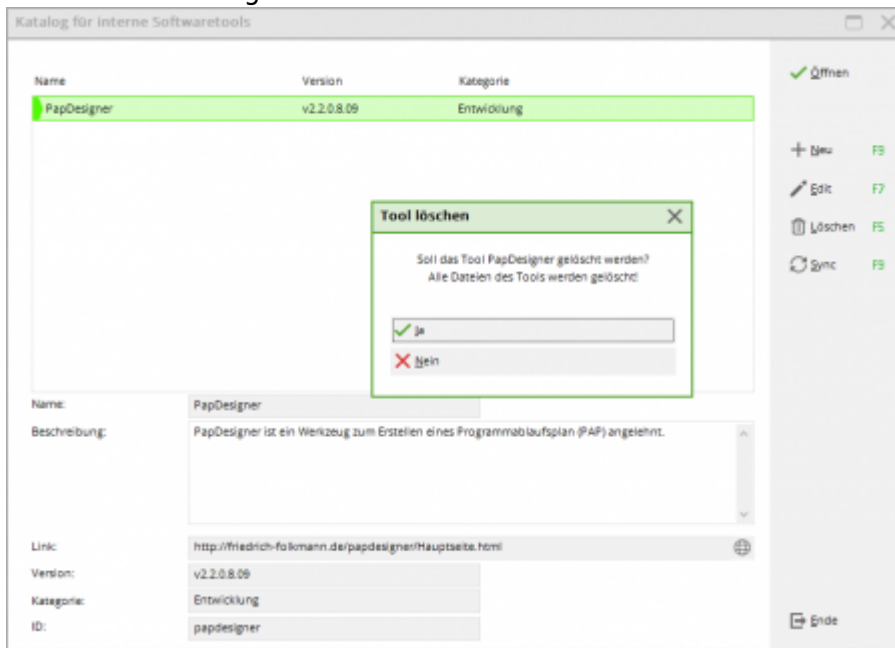 Katalog für interne Softwaretools
Name Version Kategorie
PapDesigner v2.2.0.8.09 Entwicklung
Öffnen
Neu F9
Edit F7
Löschen F5
Sync F9
Tool löschen
Soll das Tool PapDesigner gelöscht werden?
Alle Dateien des Tools werden gelöscht!
Ja
Nein
Name: PapDesigner
Beschreibung: PapDesigner ist ein Werkzeug zum Erstellen eines Programmablaufsplan (PAP) angelehnt.
Link: http://friedrich-folkmann.de/papdesigner/Hauptseite.html
Version: v2.2.0.8.09
Kategorie: Entwicklung
ID: papdesigner
Ende